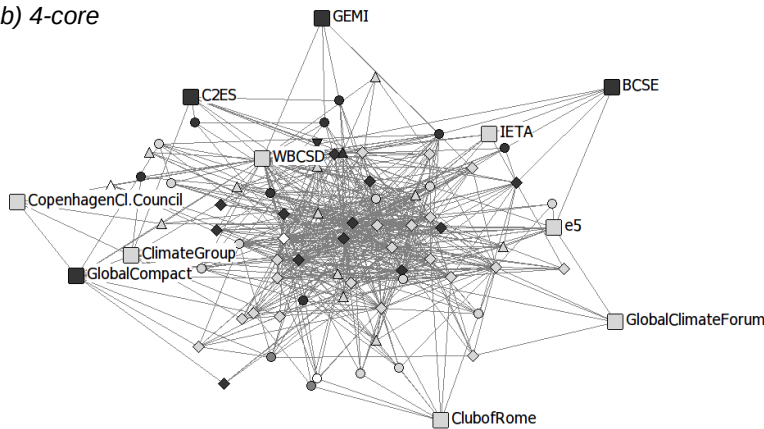 b) 4-core
GEMI
BCSE
C2ES
IETA
WBCSD
CopenhagenCl.Council
e5
ClimateGroup
GlobalCompact
GlobalClimateForum
ClubofRome